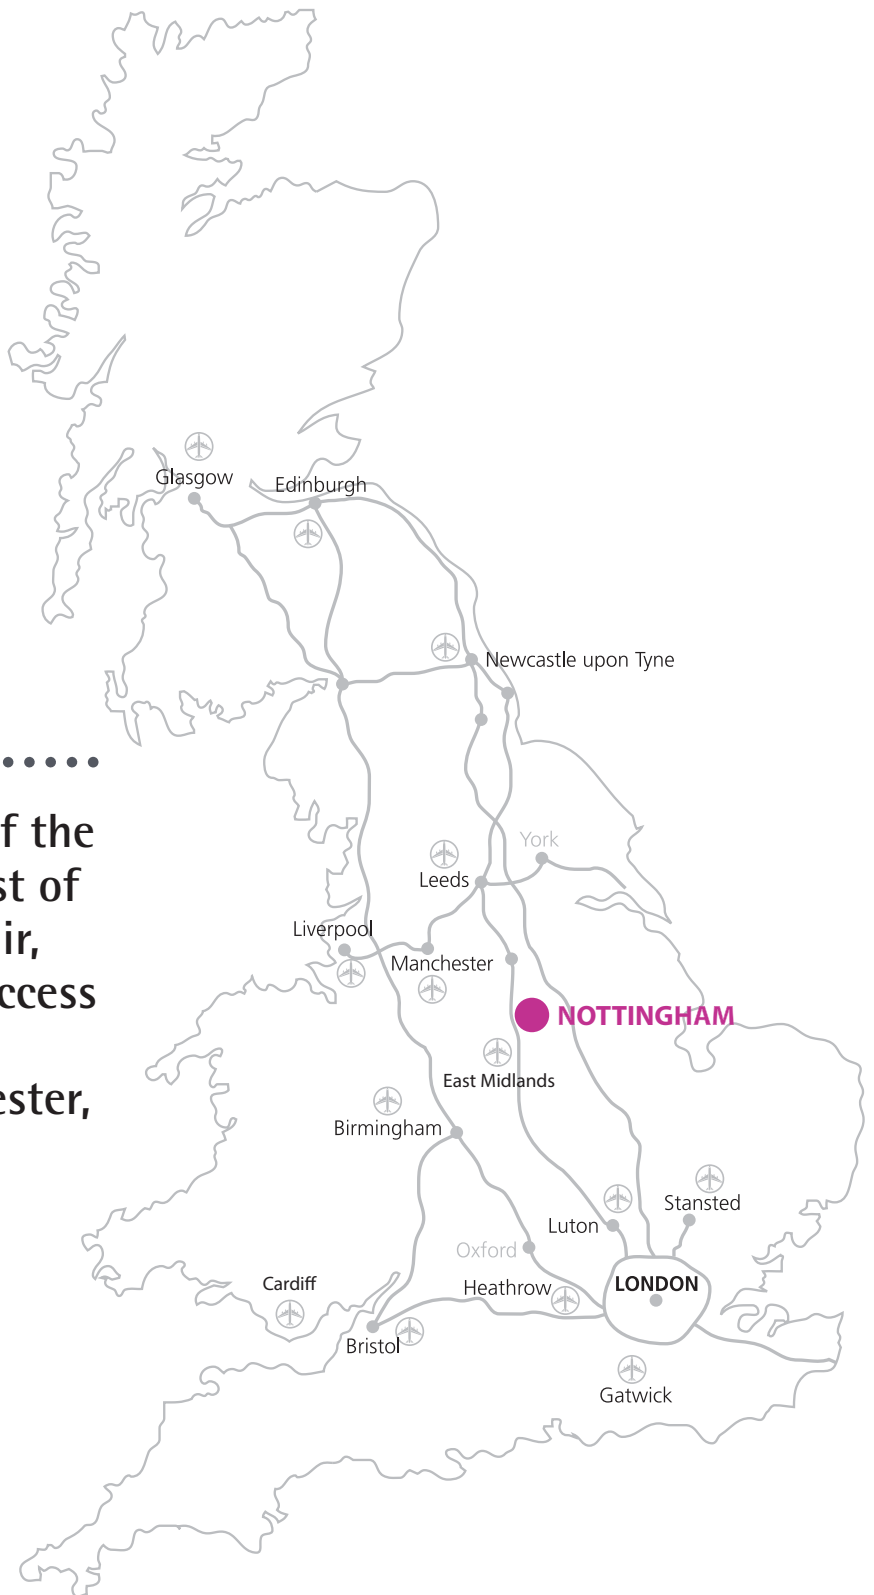 Glasgow
Edinburgh
Newcastle upon Tyne
f the
York
st of
Leeds
Liverpool
ir,
Manchester
ccess
NOTTINGHAM
East Midlands
ester,
Birmingham
Stansted
Luton
Oxford
Cardiff
Heathrow
LONDON
Bristol
Gatwick